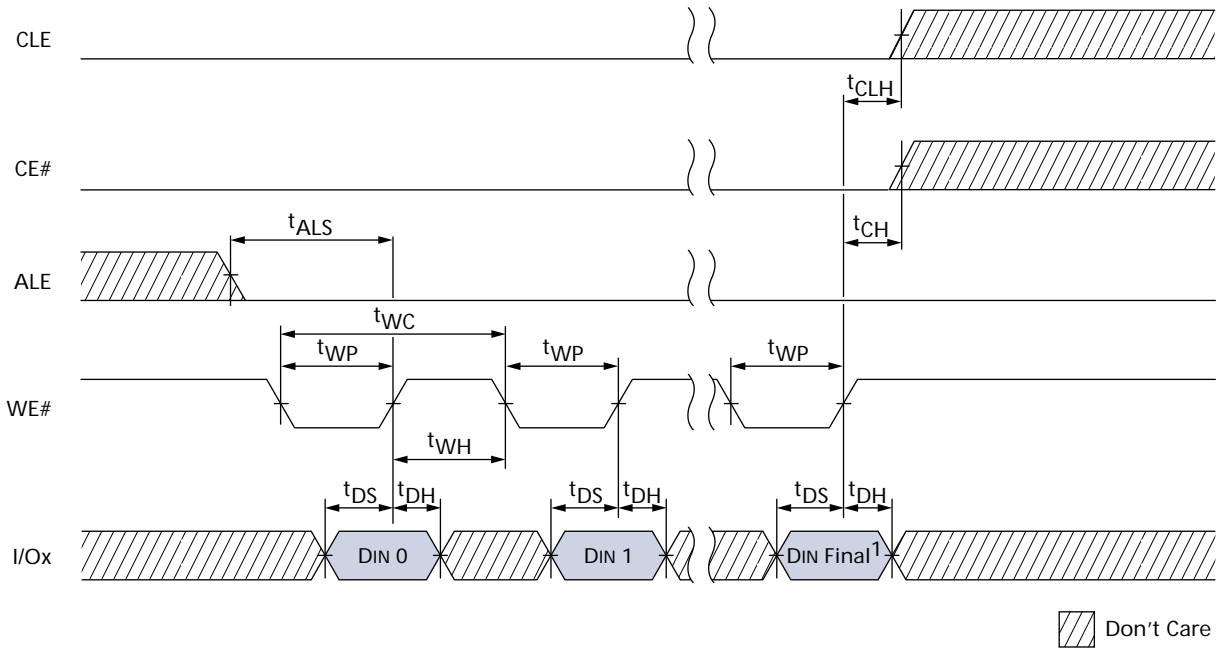 CLE
tCLH
CE#
tCH
tALS
ALE
tWC
tWP tWP tWP
WE#
tWH
tDS tDH tDS tDH tDS tDH
I/Ox DIN 0 DIN 1 DIN Final1
Don't Care